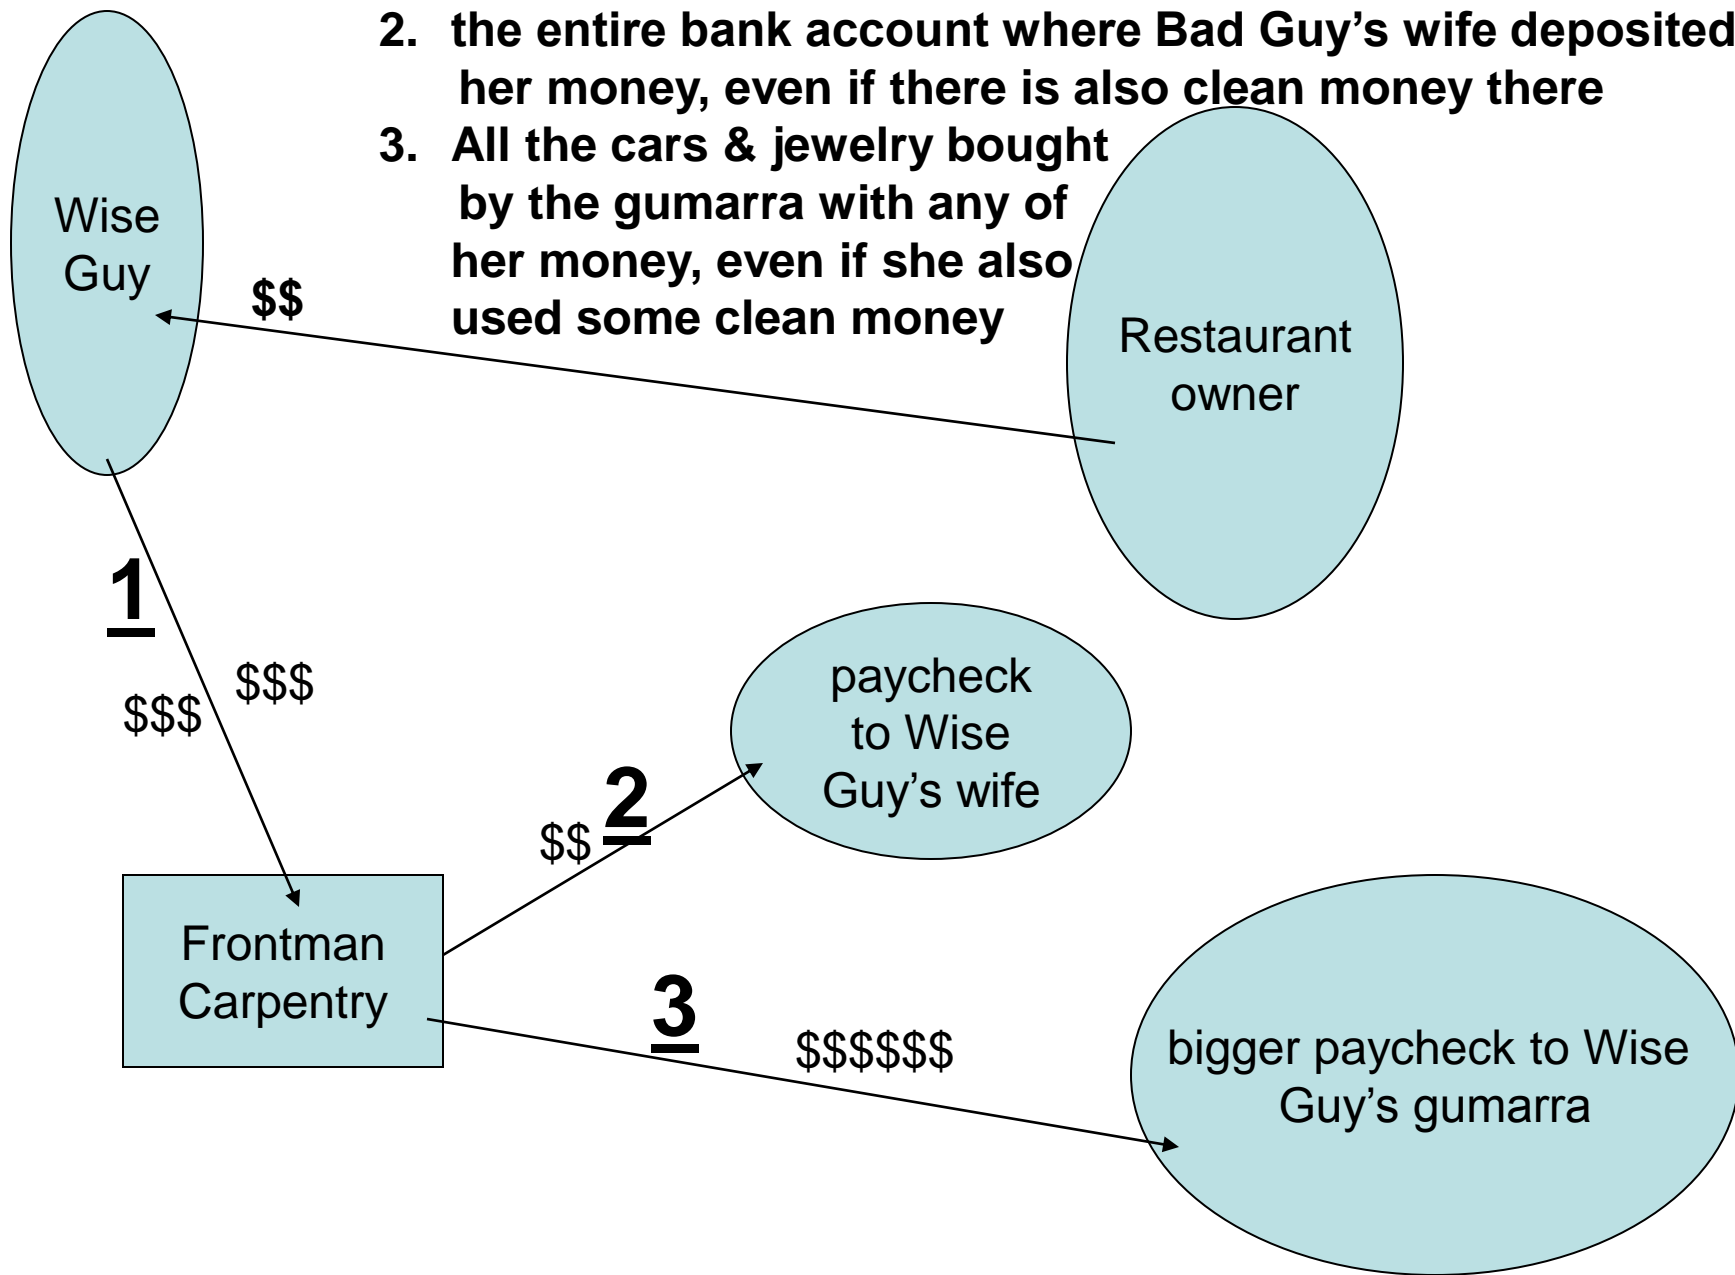 2. the entire bank account where Bad Guy’s wife deposited
her money, even if there is also clean money there
3. All the cars & jewelry bought
by the gumarra with any of
her money, even if she also
used some clean money
Wise
Guy
$$
Restaurant
owner
1
$$$
$$$
paycheck
to Wise
Guy’s wife
2
$$
Frontman
Carpentry
3
$$$$$$
bigger paycheck to Wise
Guy’s gumarra